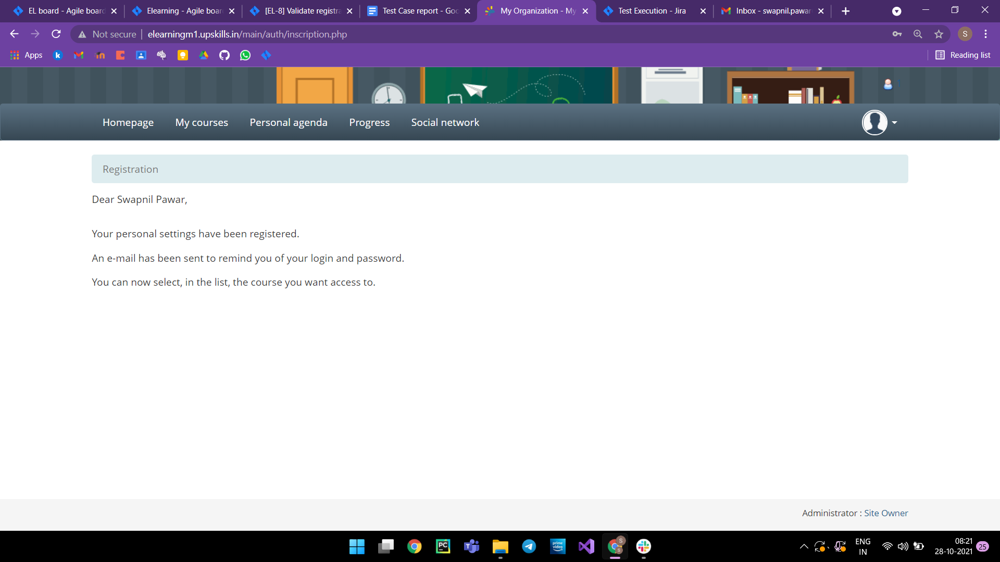 EL board - Agile board
Elearning - Agile boar
[EL-8] Validate registra
Test Case report - Goo
My Organization - My
Test Execution - Jira
Inbox - swapnil.pawar
Not secure
elearningm1.upskills.in/main/auth/inscription.php
S
Apps
Reading list
1
Homepage
My courses
Personal agenda
Progress
Social network
Registration
Dear Swapnil Pawar,
Your personal settings have been registered.
An e-mail has been sent to remind you of your login and password.
You can now select, in the list, the course you want access to.
Administrator : Site Owner
PC
prime video
ENG
IN
08:21
28-10-2021
25